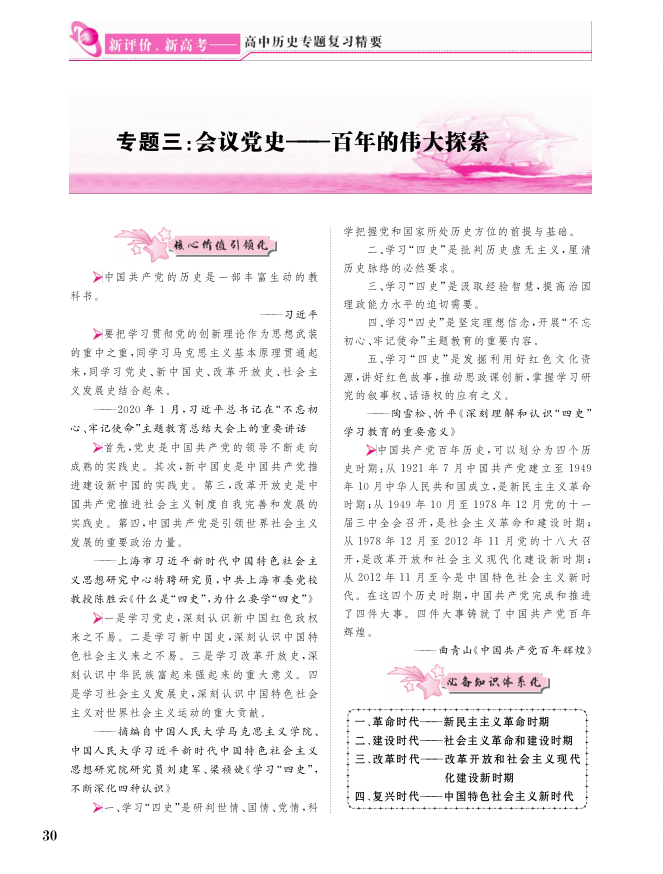 新评价、新高考——高中历史专题复习精要
专题三:会议党史——百年的伟大探索
核心价值引领化
➢中国共产党的历史是一部丰富生动的教
科书。
——习近平
➢要把学习贯彻党的创新理论作为思想武装
的重中之重,同学习马克思主义基本原理贯通起
来,同学习党史、新中国史、改革开放史、社会主
义发展史结合起来。
——2020 年 1 月,习近平总书记在“不忘初
心、牢记使命”主题教育总结大会上的重要讲话
➢首先,党史是中国共产党的领导不断走向
成熟的实践史。其次,新中国史是中国共产党推
进建设新中国的实践史。第三,改革开放史是中
国共产党推进社会主义制度自我完善和发展的
实践史。第四,中国共产党是引领世界社会主义
发展的重要政治力量。
——上海市习近平新时代中国特色社会主
义思想研究中心特聘研究员,中共上海市委党校
教授陈胜云《什么是“四史”,为什么要学“四史”》
➢一是学习党史,深刻认识新中国红色政权
来之不易。二是学习新中国史,深刻认识中国特
色社会主义来之不易。三是学习改革开放史,深
刻认识中华民族富起来强起来的重大意义。四
是学习社会主义发展史,深刻认识中国特色社会
主义对世界社会主义运动的重大贡献。
——摘编自中国人民大学马克思主义学院、
中国人民大学习近平新时代中国特色社会主义
思想研究院研究员刘建军、梁祯婕《学习“四史”,
不断深化四种认识》
➢一、学习“四史”是研判世情、国情、党情,科
学把握党和国家所处历史方位的前提与基础。
二、学习“四史”是批判历史虚无主义,厘清
历史脉络的必然要求。
三、学习“四史”是汲取经验智慧,提高治国
理政能力水平的迫切需要。
四、学习“四史”是坚定理想信念,开展“不忘
初心、牢记使命”主题教育的重要内容。
五、学习“四史”是发掘利用好红色文化资
源,讲好红色故事,推动思政课创新,掌握学习研
究的叙事权、话语权的应有之义。
——陶雪松、忻平《深刻理解和认识“四史”
学习教育的重要意义》
➢中国共产党百年历史,可以划分为四个历
史时期:从 1921 年 7 月中国共产党建立至 1949
年 10 月中华人民共和国成立,是新民主主义革命
时期;从 1949 年 10 月至 1978 年 12 月党的十一
届三中全会召开,是社会主义革命和建设时期;
从 1978 年 12 月至 2012 年 11 月党的十八大召
开,是改革开放和社会主义现代化建设新时期;
从 2012 年 11 月至今是中国特色社会主义新时
代。在这四个历史时期,中国共产党完成和推进
了四件大事。四件大事铸就了中国共产党百年
辉煌。
——曲青山《中国共产党百年辉煌》
必备知识体系化
一、革命时代——新民主主义革命时期
二、建设时代——社会主义革命和建设时期
三、改革时代——改革开放和社会主义现代
化建设新时期
四、复兴时代——中国特色社会主义新时代
30